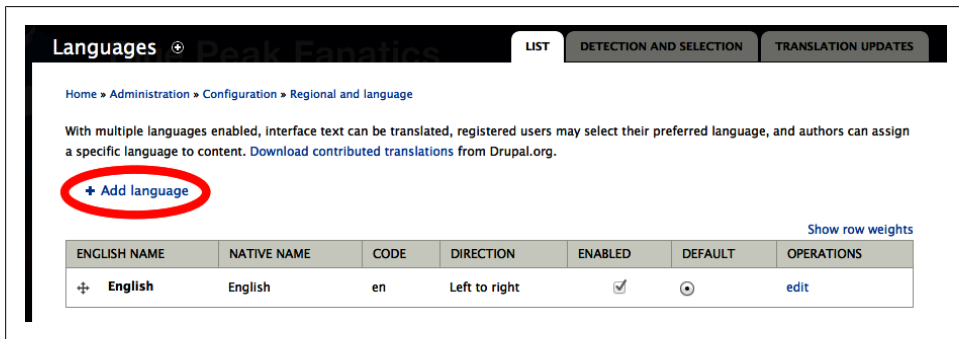 Languages
Peak Fanatics
LIST
DETECTION AND SELECTION
TRANSLATION UPDATES
Home » Administration » Configuration » Regional and language
With multiple languages enabled, interface text can be translated, registered users may select their preferred language, and authors can assign
a specific language to content. Download contributed translations from Drupal.org.
+ Add language
Show row weights
ENGLISH NAME NATIVE NAME CODE DIRECTION ENABLED DEFAULT OPERATIONS
English English en Left to right edit